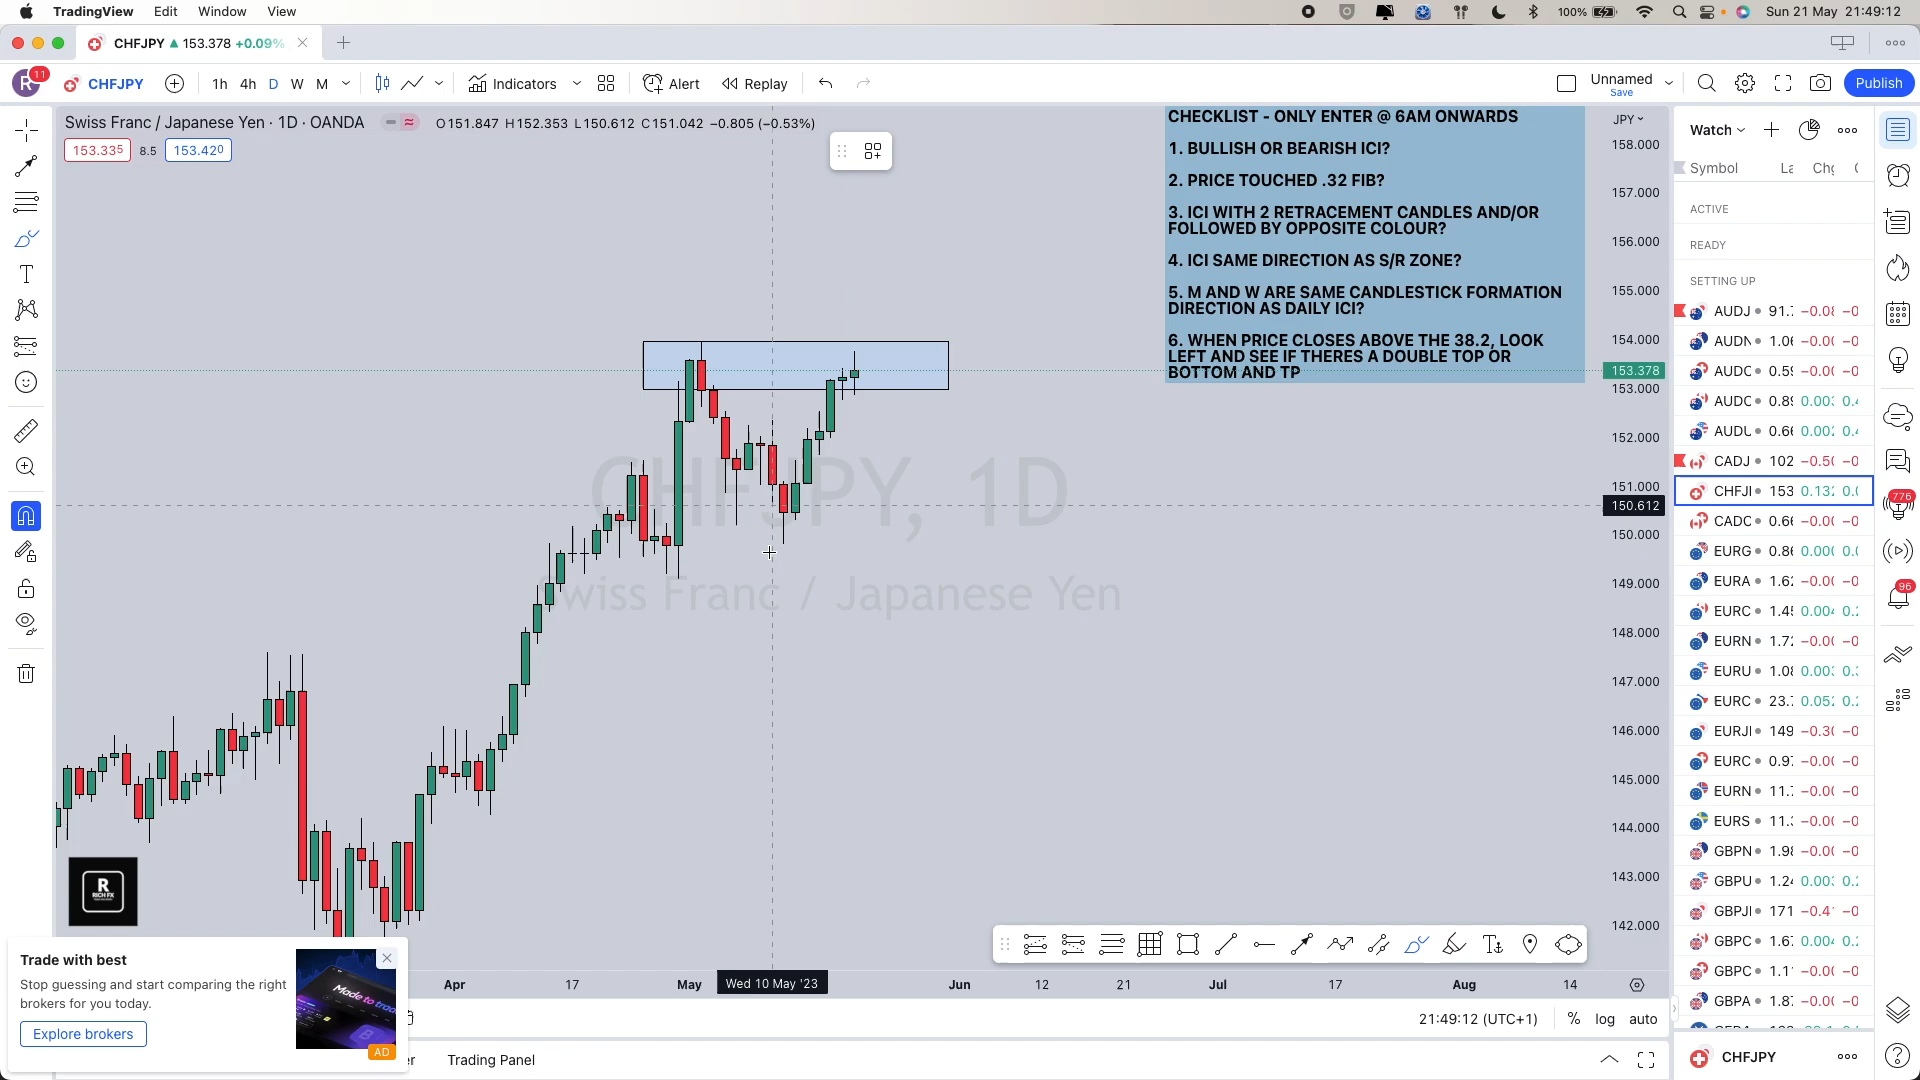 TradingView Edit Window View 100% Sun 21 May 21:49:12
CHFJPY ▲ 153.378 +0.09%
R 11 CHFJPY 1h 4h D W M Indicators Alert Replay Unnamed Publish
Save
Swiss Franc / Japanese Yen · 1D · OANDA O151.847 H152.353 L150.612 C151.042 −0.805 (−0.53%)
153.335 8.5 153.420
CHECKLIST - ONLY ENTER @ 6AM ONWARDS
1. BULLISH OR BEARISH ICI?
2. PRICE TOUCHED .32 FIB?
3. ICI WITH 2 RETRACEMENT CANDLES AND/OR
FOLLOWED BY OPPOSITE COLOUR?
4. ICI SAME DIRECTION AS S/R ZONE?
5. M AND W ARE SAME CANDLESTICK FORMATION
DIRECTION AS DAILY ICI?
6. WHEN PRICE CLOSES ABOVE THE 38.2, LOOK
LEFT AND SEE IF THERES A DOUBLE TOP OR
BOTTOM AND TP
CHFJPY, 1D
Swiss Franc / Japanese Yen
JPY
158.000
157.000
156.000
155.000
154.000
153.378
153.000
152.000
151.000
150.612
150.000
149.000
148.000
147.000
146.000
145.000
144.000
143.000
142.000
Watch
Symbol
ACTIVE
READY
SETTING UP
776
96
R
RICH FX
Trade with best
Stop guessing and start comparing the right
brokers for you today.
Explore brokers
Made to trade
AD
Apr 17 May Wed 10 May '23 Jun 12 21 Jul 17 Aug 14
21:49:12 (UTC+1) % log auto
Trading Panel
CHFJPY